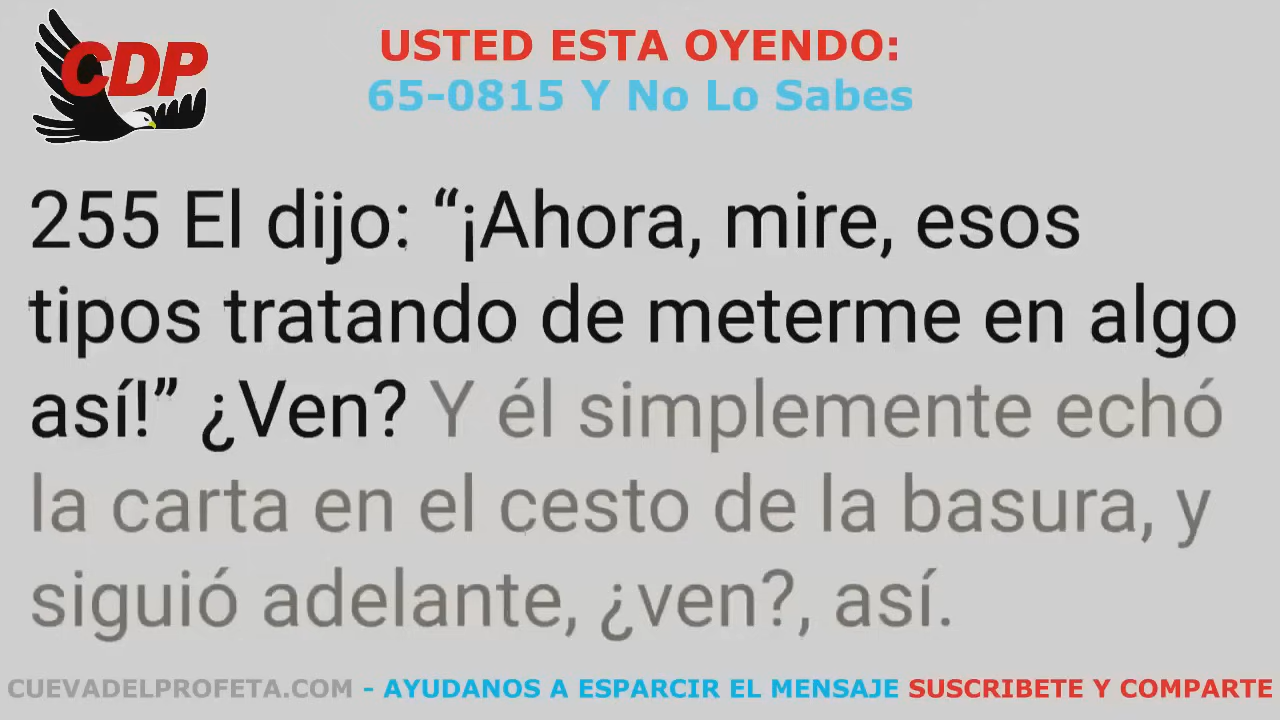 CDP
USTED ESTA OYENDO:
65-0815 Y No Lo Sabes
255 El dijo: “¡Ahora, mire, esos
tipos tratando de meterme en algo
así!” ¿Ven? Y él simplemente echó
la carta en el cesto de la basura, y
siguió adelante, ¿ven?, así.
CUEVADELPROFETA.COM - AYUDANOS A ESPARCIR EL MENSAJE SUSCRIBETE Y COMPARTE